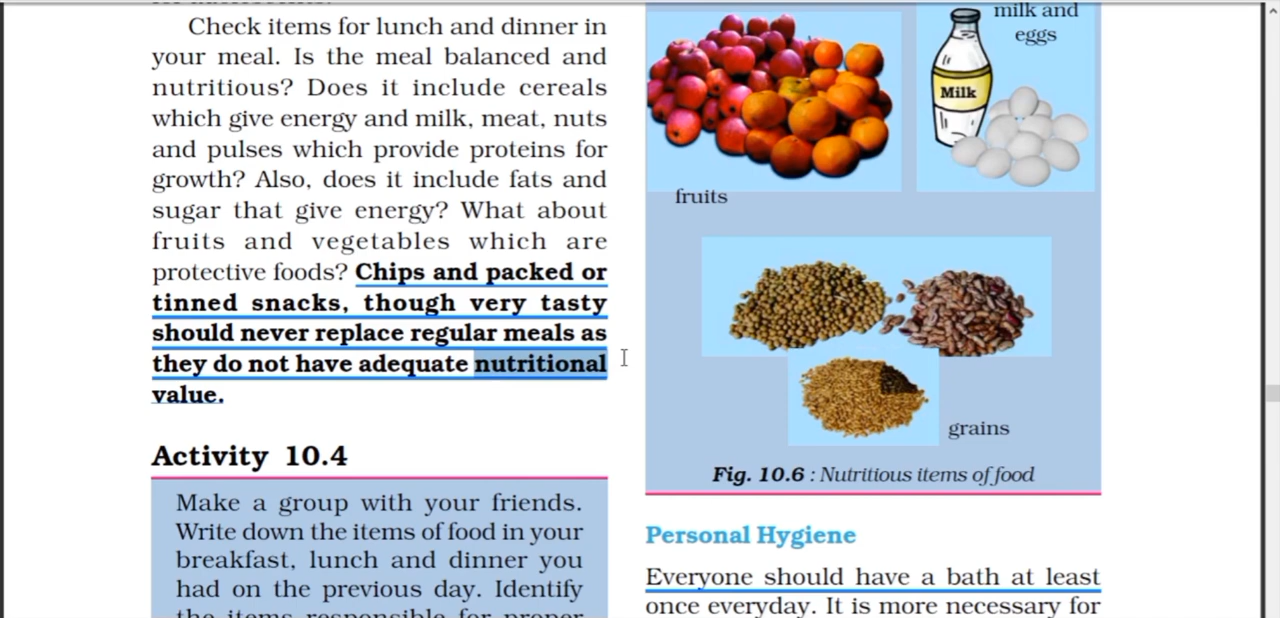 Check items for lunch and dinner in
your meal. Is the meal balanced and
nutritious? Does it include cereals
which give energy and milk, meat, nuts
and pulses which provide proteins for
growth? Also, does it include fats and
sugar that give energy? What about
fruits and vegetables which are
protective foods? Chips and packed or
tinned snacks, though very tasty
should never replace regular meals as
they do not have adequate nutritional
value.
Activity 10.4
Make a group with your friends.
Write down the items of food in your
breakfast, lunch and dinner you
had on the previous day. Identify
the items responsible for proper
milk and
eggs
Milk
fruits
grains
Fig. 10.6 : Nutritious items of food
Personal Hygiene
Everyone should have a bath at least
once everyday. It is more necessary for